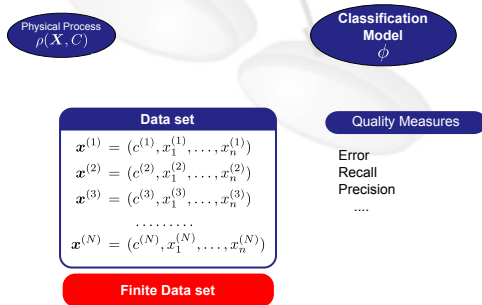 Physical Process
ρ(X, C)
Classification
Model
ϕ
Data set
x^(1) = (c^(1), x_1^(1), . . . , x_n^(1))
x^(2) = (c^(2), x_1^(2), . . . , x_n^(2))
x^(3) = (c^(3), x_1^(3), . . . , x_n^(3))
. . . . . . . . .
x^(N) = (c^(N), x_1^(N), . . . , x_n^(N))
Finite Data set
Quality Measures
Error
Recall
Precision
....